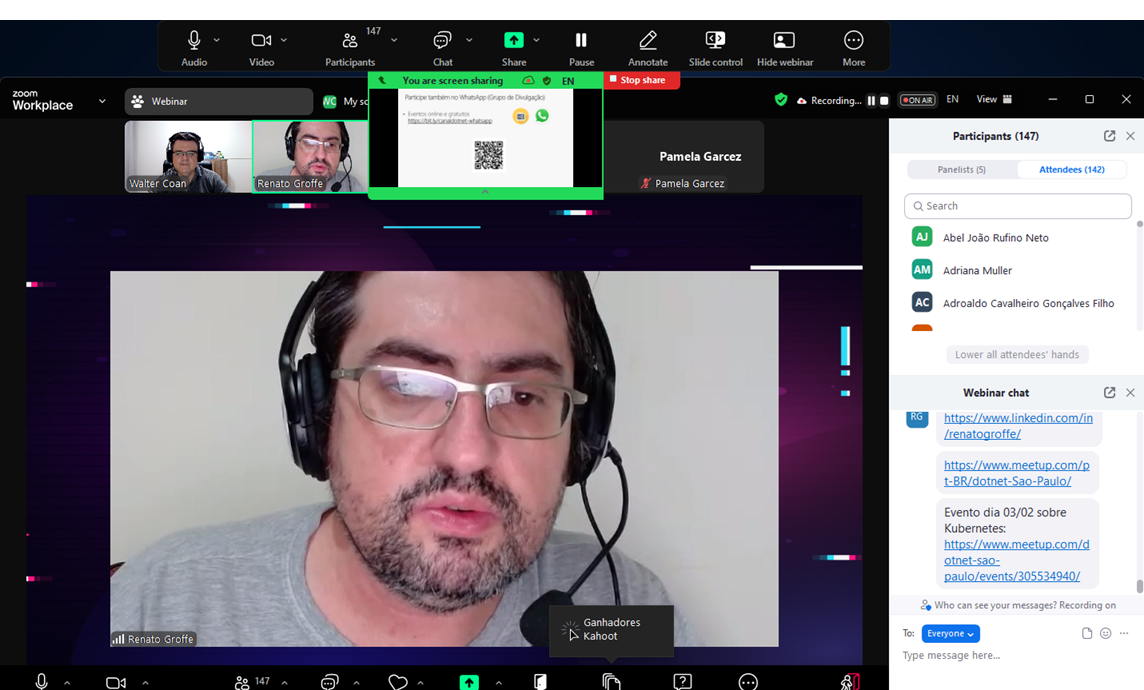 147
Audio
Video
Participants
Chat
Share
Pause
Annotate
Slide control
Hide webinar
More
You are screen sharing
EN
Stop share
zoom
Workplace
Webinar
WC
My sc
Recording...
ON AIR
EN
View
Participe também no WhatsApp (Grupo de Divulgação)
Eventos online e gratuitos
https://bit.ly/canaldotnet-whatsapp
Walter Coan
Renato Groffe
Pamela Garcez
Pamela Garcez
Renato Groffe
Ganhadores
Kahoot
147
Participants (147)
Panelists (5)
Attendees (142)
Search
AJ
Abel João Rufino Neto
AM
Adriana Muller
AC
Adroaldo Cavalheiro Gonçalves Filho
Lower all attendees' hands
Webinar chat
RG
https://www.linkedin.com/in
/renatogroffe/
https://www.meetup.com/p
t-BR/dotnet-Sao-Paulo/
Evento dia 03/02 sobre
Kubernetes:
https://www.meetup.com/d
otnet-sao-
paulo/events/305534940/
Who can see your messages? Recording on
To:
Everyone
Type message here...